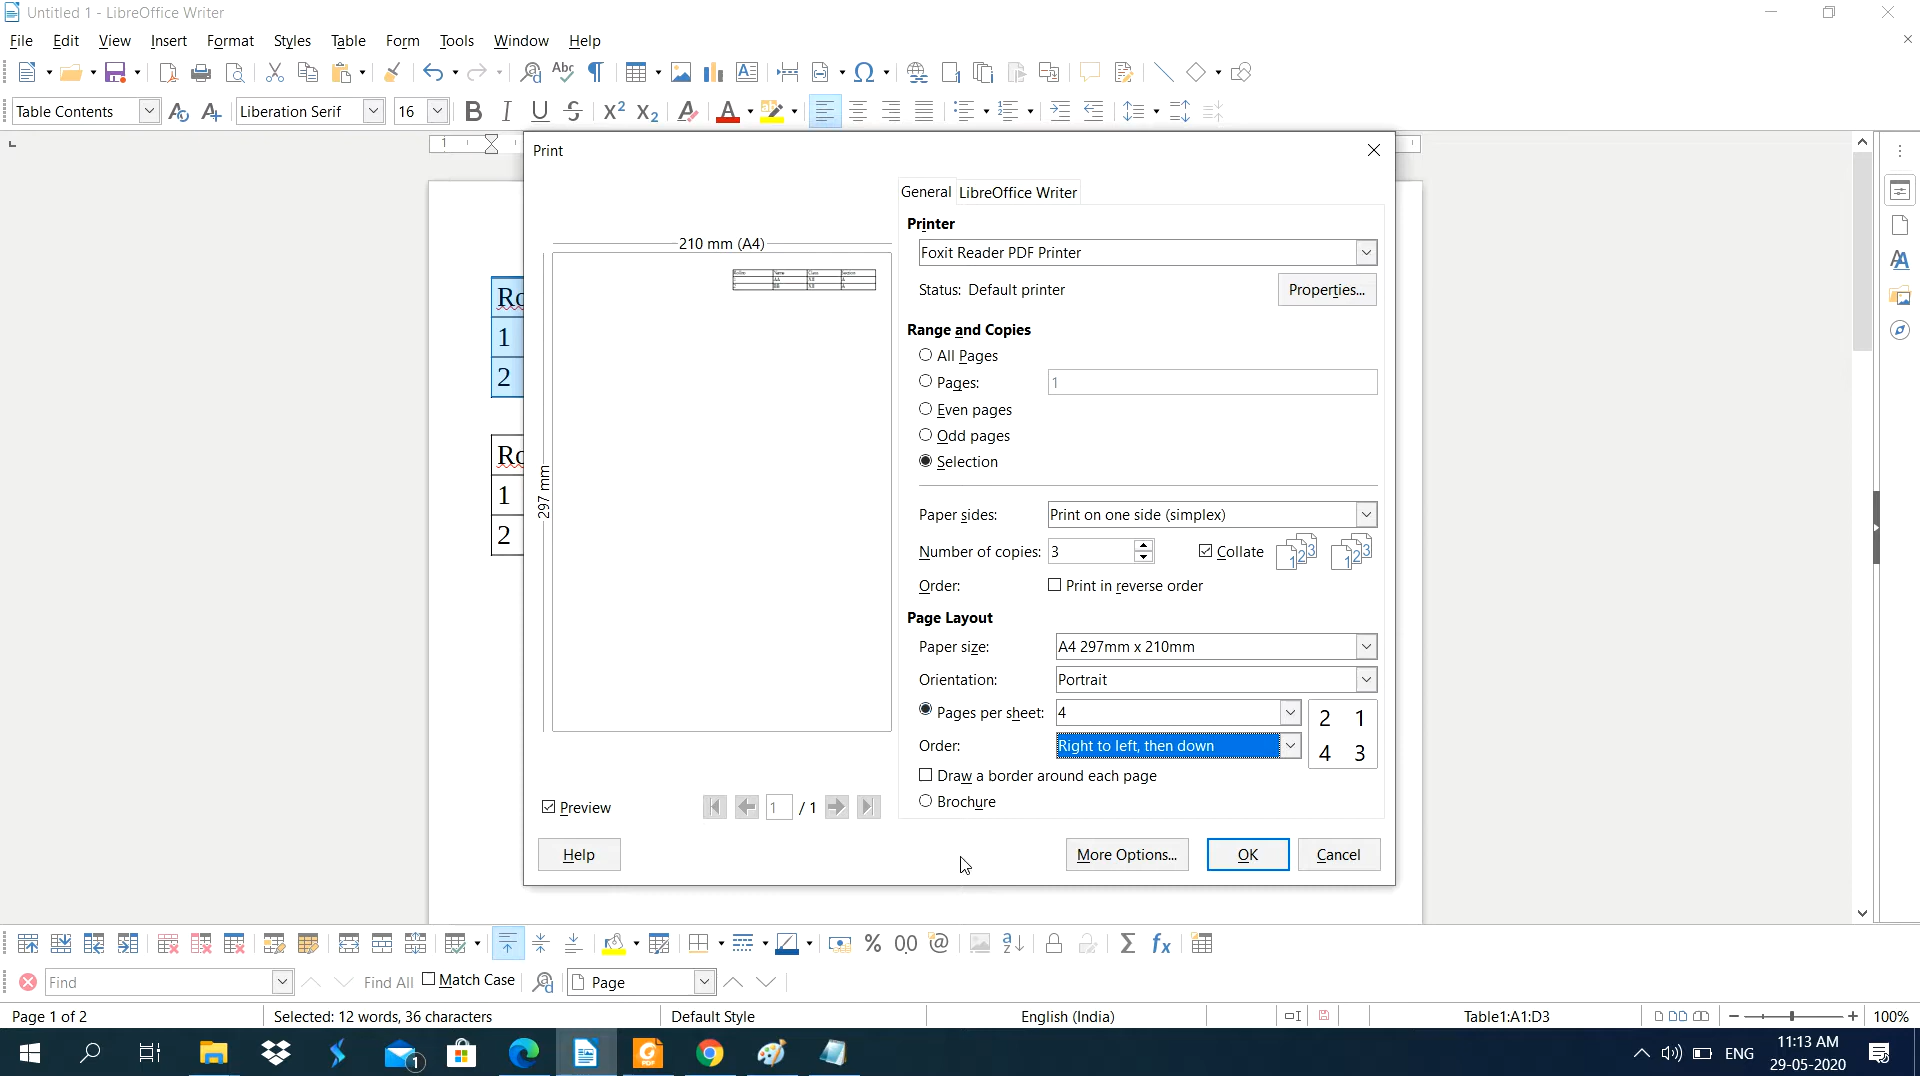 Untitled 1 - LibreOffice Writer
File Edit View Insert Format Styles Table Form Tools Window Help
Table Contents Liberation Serif 16
Print
General LibreOffice Writer
Printer
Foxit Reader PDF Printer
Status: Default printer Properties...
210 mm (A4)
297 mm
Range and Copies
All Pages
Pages: 1
Even pages
Odd pages
Selection
Ro
1
2
Ro
1
2
Paper sides: Print on one side (simplex)
Number of copies: 3 Collate
Order: Print in reverse order
Page Layout
Paper size: A4 297mm x 210mm
Orientation: Portrait
Pages per sheet: 4
Order: Right to left, then down
2 1
4 3
Draw a border around each page
Brochure
Preview 1 / 1
Help More Options... OK Cancel
Find Find All Match Case Page
Page 1 of 2 Selected: 12 words, 36 characters Default Style English (India) Table1:A1:D3 100%
ENG 11:13 AM
29-05-2020